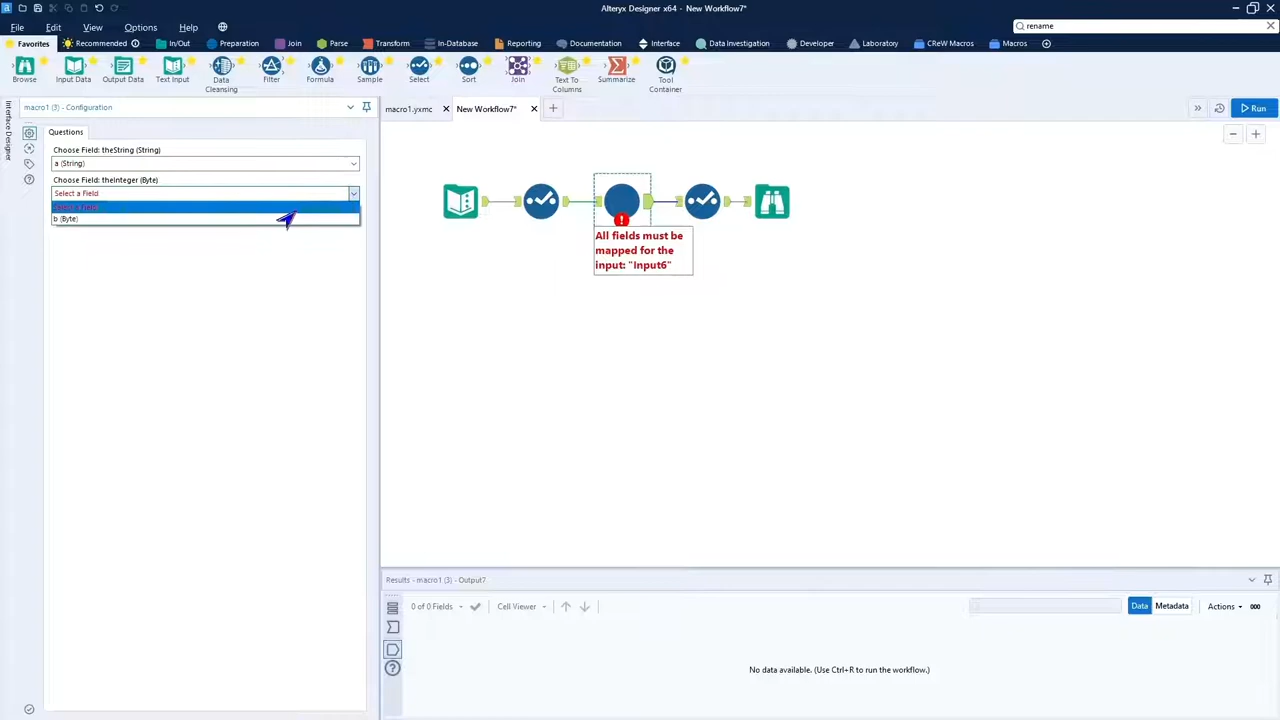 Alteryx Designer x64 - New Workflow7*
File Edit View Options Help
rename
Favorites Recommended In/Out Preparation Join Parse Transform In-Database Reporting Documentation Interface Data Investigation Developer Laboratory CReW Macros Macros
Browse Input Data Output Data Text Input Data Cleansing Filter Formula Sample Select Sort Join Text To Columns Summarize Tool Container
macro1 (3) - Configuration
macro1.yxmc New Workflow7* Run
Interface Designer
Questions
Choose Field: theString (String)
a (String)
Choose Field: theInteger (Byte)
Select a Field
Select a Field
b (Byte)
All fields must be
mapped for the
input: "Input6"
Results - macro1 (3) - Output7
0 of 0 Fields Cell Viewer Data Metadata Actions 000
No data available. (Use Ctrl+R to run the workflow.)